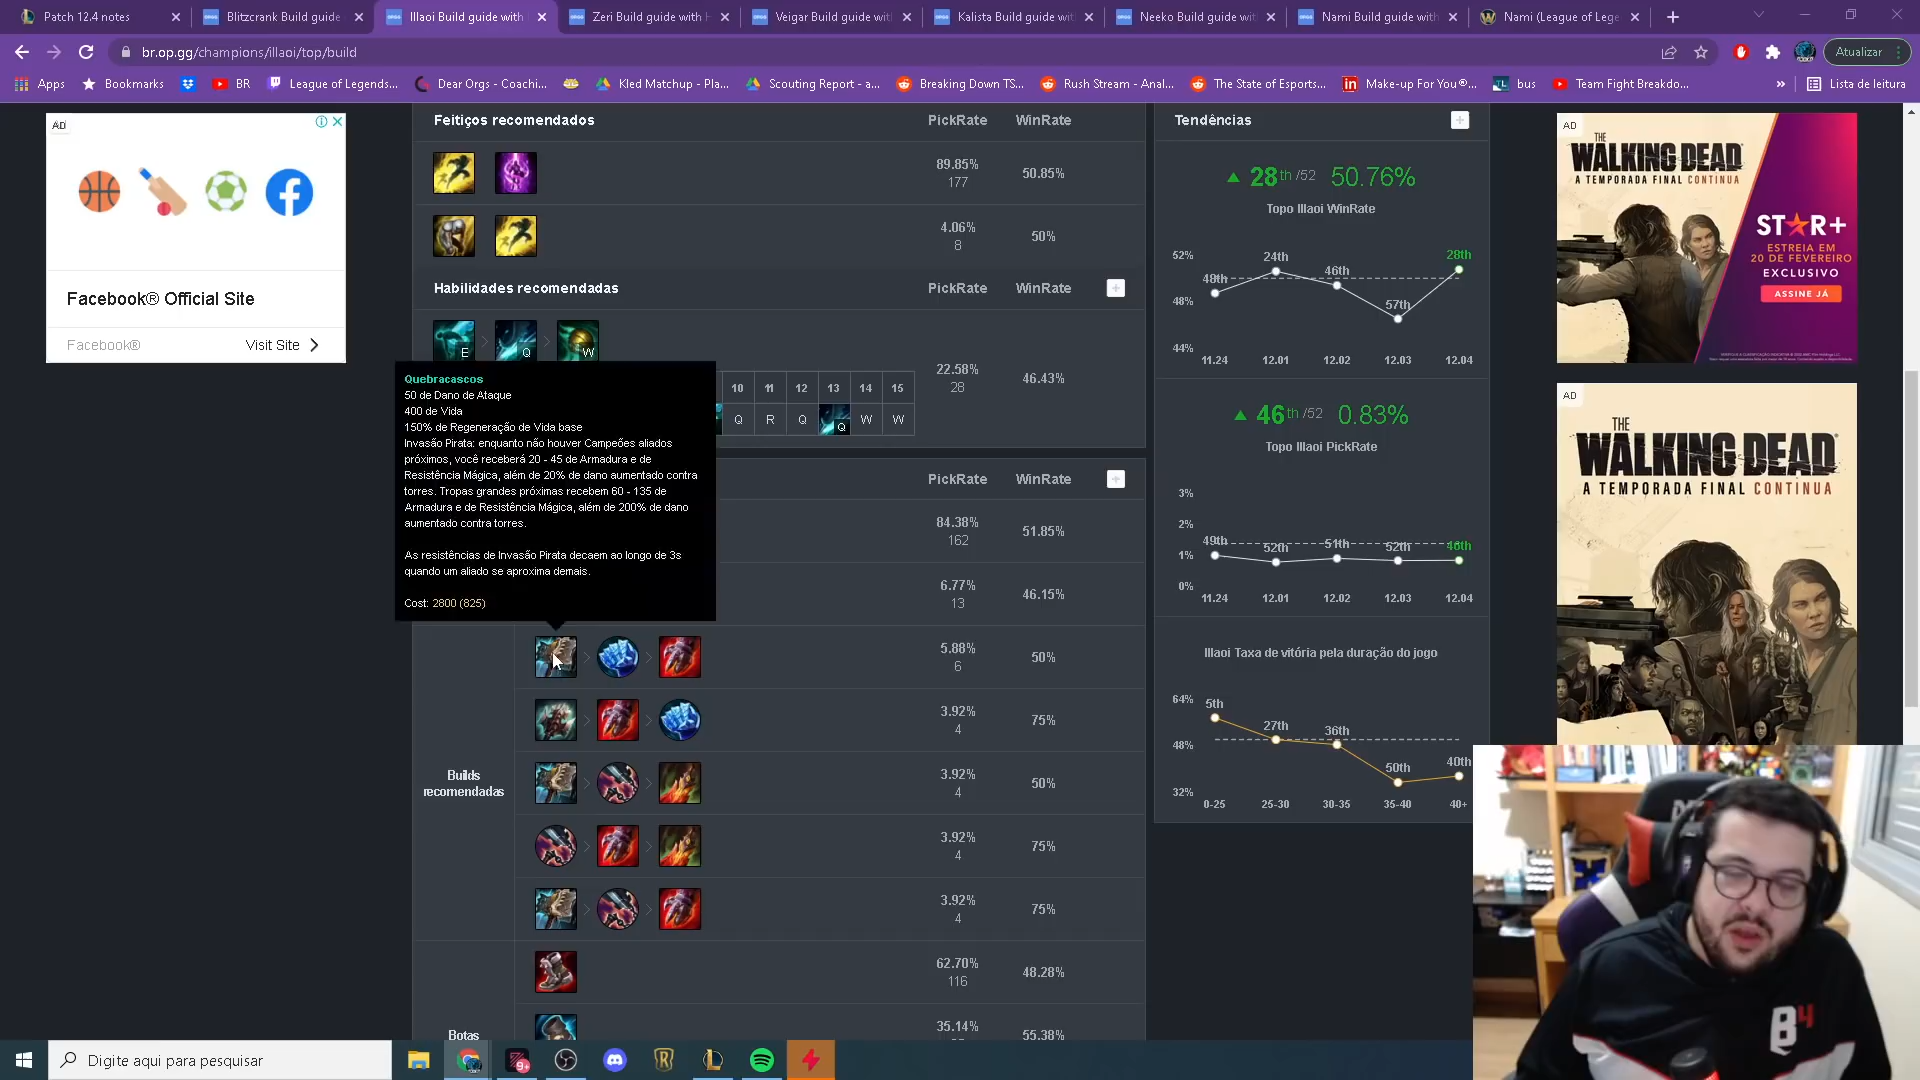 Patch 12.4 notes
Blitzcrank Build guide
Illaoi Build guide with
Zeri Build guide with
Veigar Build guide wit
Kalista Build guide wit
Neeko Build guide wit
Nami Build guide with
Nami (League of Lege
br.op.gg/champions/illaoi/top/build
Atualizar
Apps
Bookmarks
BR
League of Legends...
Dear Orgs - Coachi...
Kled Matchup - Pla...
Scouting Report - a...
Breaking Down TS...
Rush Stream - Anal...
The State of Esports...
Make-up For You®...
bus
Team Fight Breakdo...
»
Lista de leitura
AD
Facebook® Official Site
Facebook®
Visit Site
Feitiços recomendados
PickRate
WinRate
89.85%
177
50.85%
4.06%
8
50%
Habilidades recomendadas
PickRate
WinRate
E
Q
W
10 11 12 13 14 15
Q R Q Q W W
22.58%
28
46.43%
Quebracascos
50 de Dano de Ataque
400 de Vida
150% de Regeneração de Vida base
Invasão Pirata: enquanto não houver Campeões aliados
próximos, você receberá 20 - 45 de Armadura e de
Resistência Mágica, além de 20% de dano aumentado contra
torres. Tropas grandes próximas recebem 60 - 135 de
Armadura e de Resistência Mágica, além de 200% de dano
aumentado contra torres.
As resistências de Invasão Pirata decaem ao longo de 3s
quando um aliado se aproxima demais.
Cost: 2800 (825)
PickRate
WinRate
84.38%
162
51.85%
6.77%
13
46.15%
5.88%
6
50%
3.92%
4
75%
Builds
recomendadas
3.92%
4
50%
3.92%
4
75%
3.92%
4
75%
62.70%
116
48.28%
Botas
35.14%
55.38%
Tendências
28th /52 50.76%
Topo Illaoi WinRate
52%
48%
44%
48th
24th
46th
57th
28th
11.24 12.01 12.02 12.03 12.04
46th /52 0.83%
Topo Illaoi PickRate
3%
2%
1%
0%
49th
52th
51th
52th
46th
11.24 12.01 12.02 12.03 12.04
Illaoi Taxa de vitória pela duração do jogo
64%
48%
32%
5th
27th
36th
50th
40th
0-25 25-30 30-35 35-40 40+
AD
THE
WALKING DEAD
A TEMPORADA FINAL CONTINUA
STAR+
ESTREIA EM
20 DE FEVEREIRO
EXCLUSIVO
ASSINE JÁ
AD
THE
WALKING DEAD
A TEMPORADA FINAL CONTINUA
B4
Digite aqui para pesquisar
9+